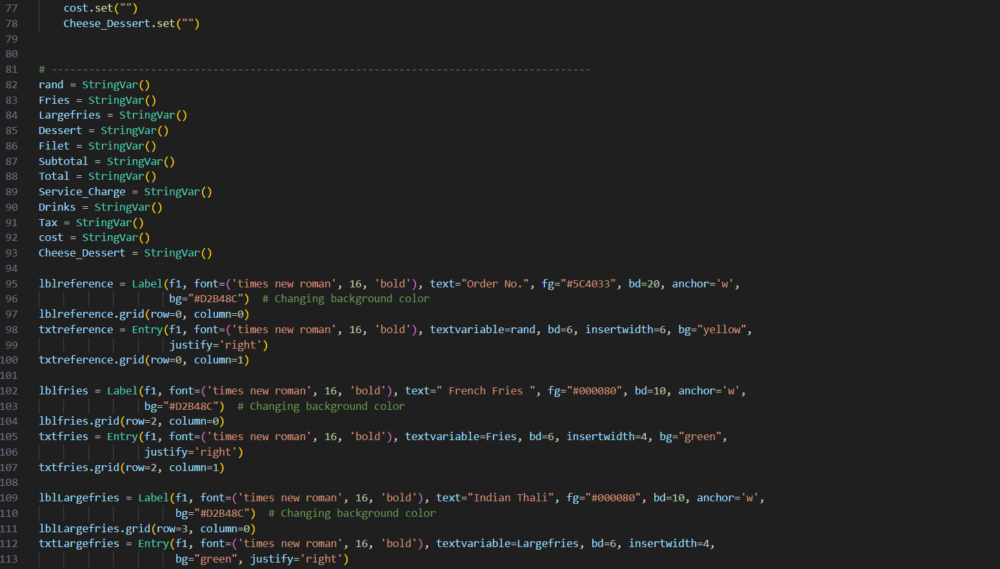 77 cost.set("")
78 Cheese_Dessert.set("")
79
80
81 # ---------------------------------------------------------------------------------------
82 rand = StringVar()
83 Fries = StringVar()
84 Largefries = StringVar()
85 Dessert = StringVar()
86 Filet = StringVar()
87 Subtotal = StringVar()
88 Total = StringVar()
89 Service_Charge = StringVar()
90 Drinks = StringVar()
91 Tax = StringVar()
92 cost = StringVar()
93 Cheese_Dessert = StringVar()
94
95 lblreference = Label(f1, font=('times new roman', 16, 'bold'), text="Order No.", fg="#5C4033", bd=20, anchor='w',
96 bg="#D2B48C")  # Changing background color
97 lblreference.grid(row=0, column=0)
98 txtreference = Entry(f1, font=('times new roman', 16, 'bold'), textvariable=rand, bd=6, insertwidth=6, bg="yellow",
99 justify='right')
100 txtreference.grid(row=0, column=1)
101
102 lblfries = Label(f1, font=('times new roman', 16, 'bold'), text=" French Fries ", fg="#000080", bd=10, anchor='w',
103 bg="#D2B48C")  # Changing background color
104 lblfries.grid(row=2, column=0)
105 txtfries = Entry(f1, font=('times new roman', 16, 'bold'), textvariable=Fries, bd=6, insertwidth=4, bg="green",
106 justify='right')
107 txtfries.grid(row=2, column=1)
108
109 lblLargefries = Label(f1, font=('times new roman', 16, 'bold'), text="Indian Thali", fg="#000080", bd=10, anchor='w',
110 bg="#D2B48C")  # Changing background color
111 lblLargefries.grid(row=3, column=0)
112 txtLargefries = Entry(f1, font=('times new roman', 16, 'bold'), textvariable=Largefries, bd=6, insertwidth=4,
113 bg="green", justify='right')